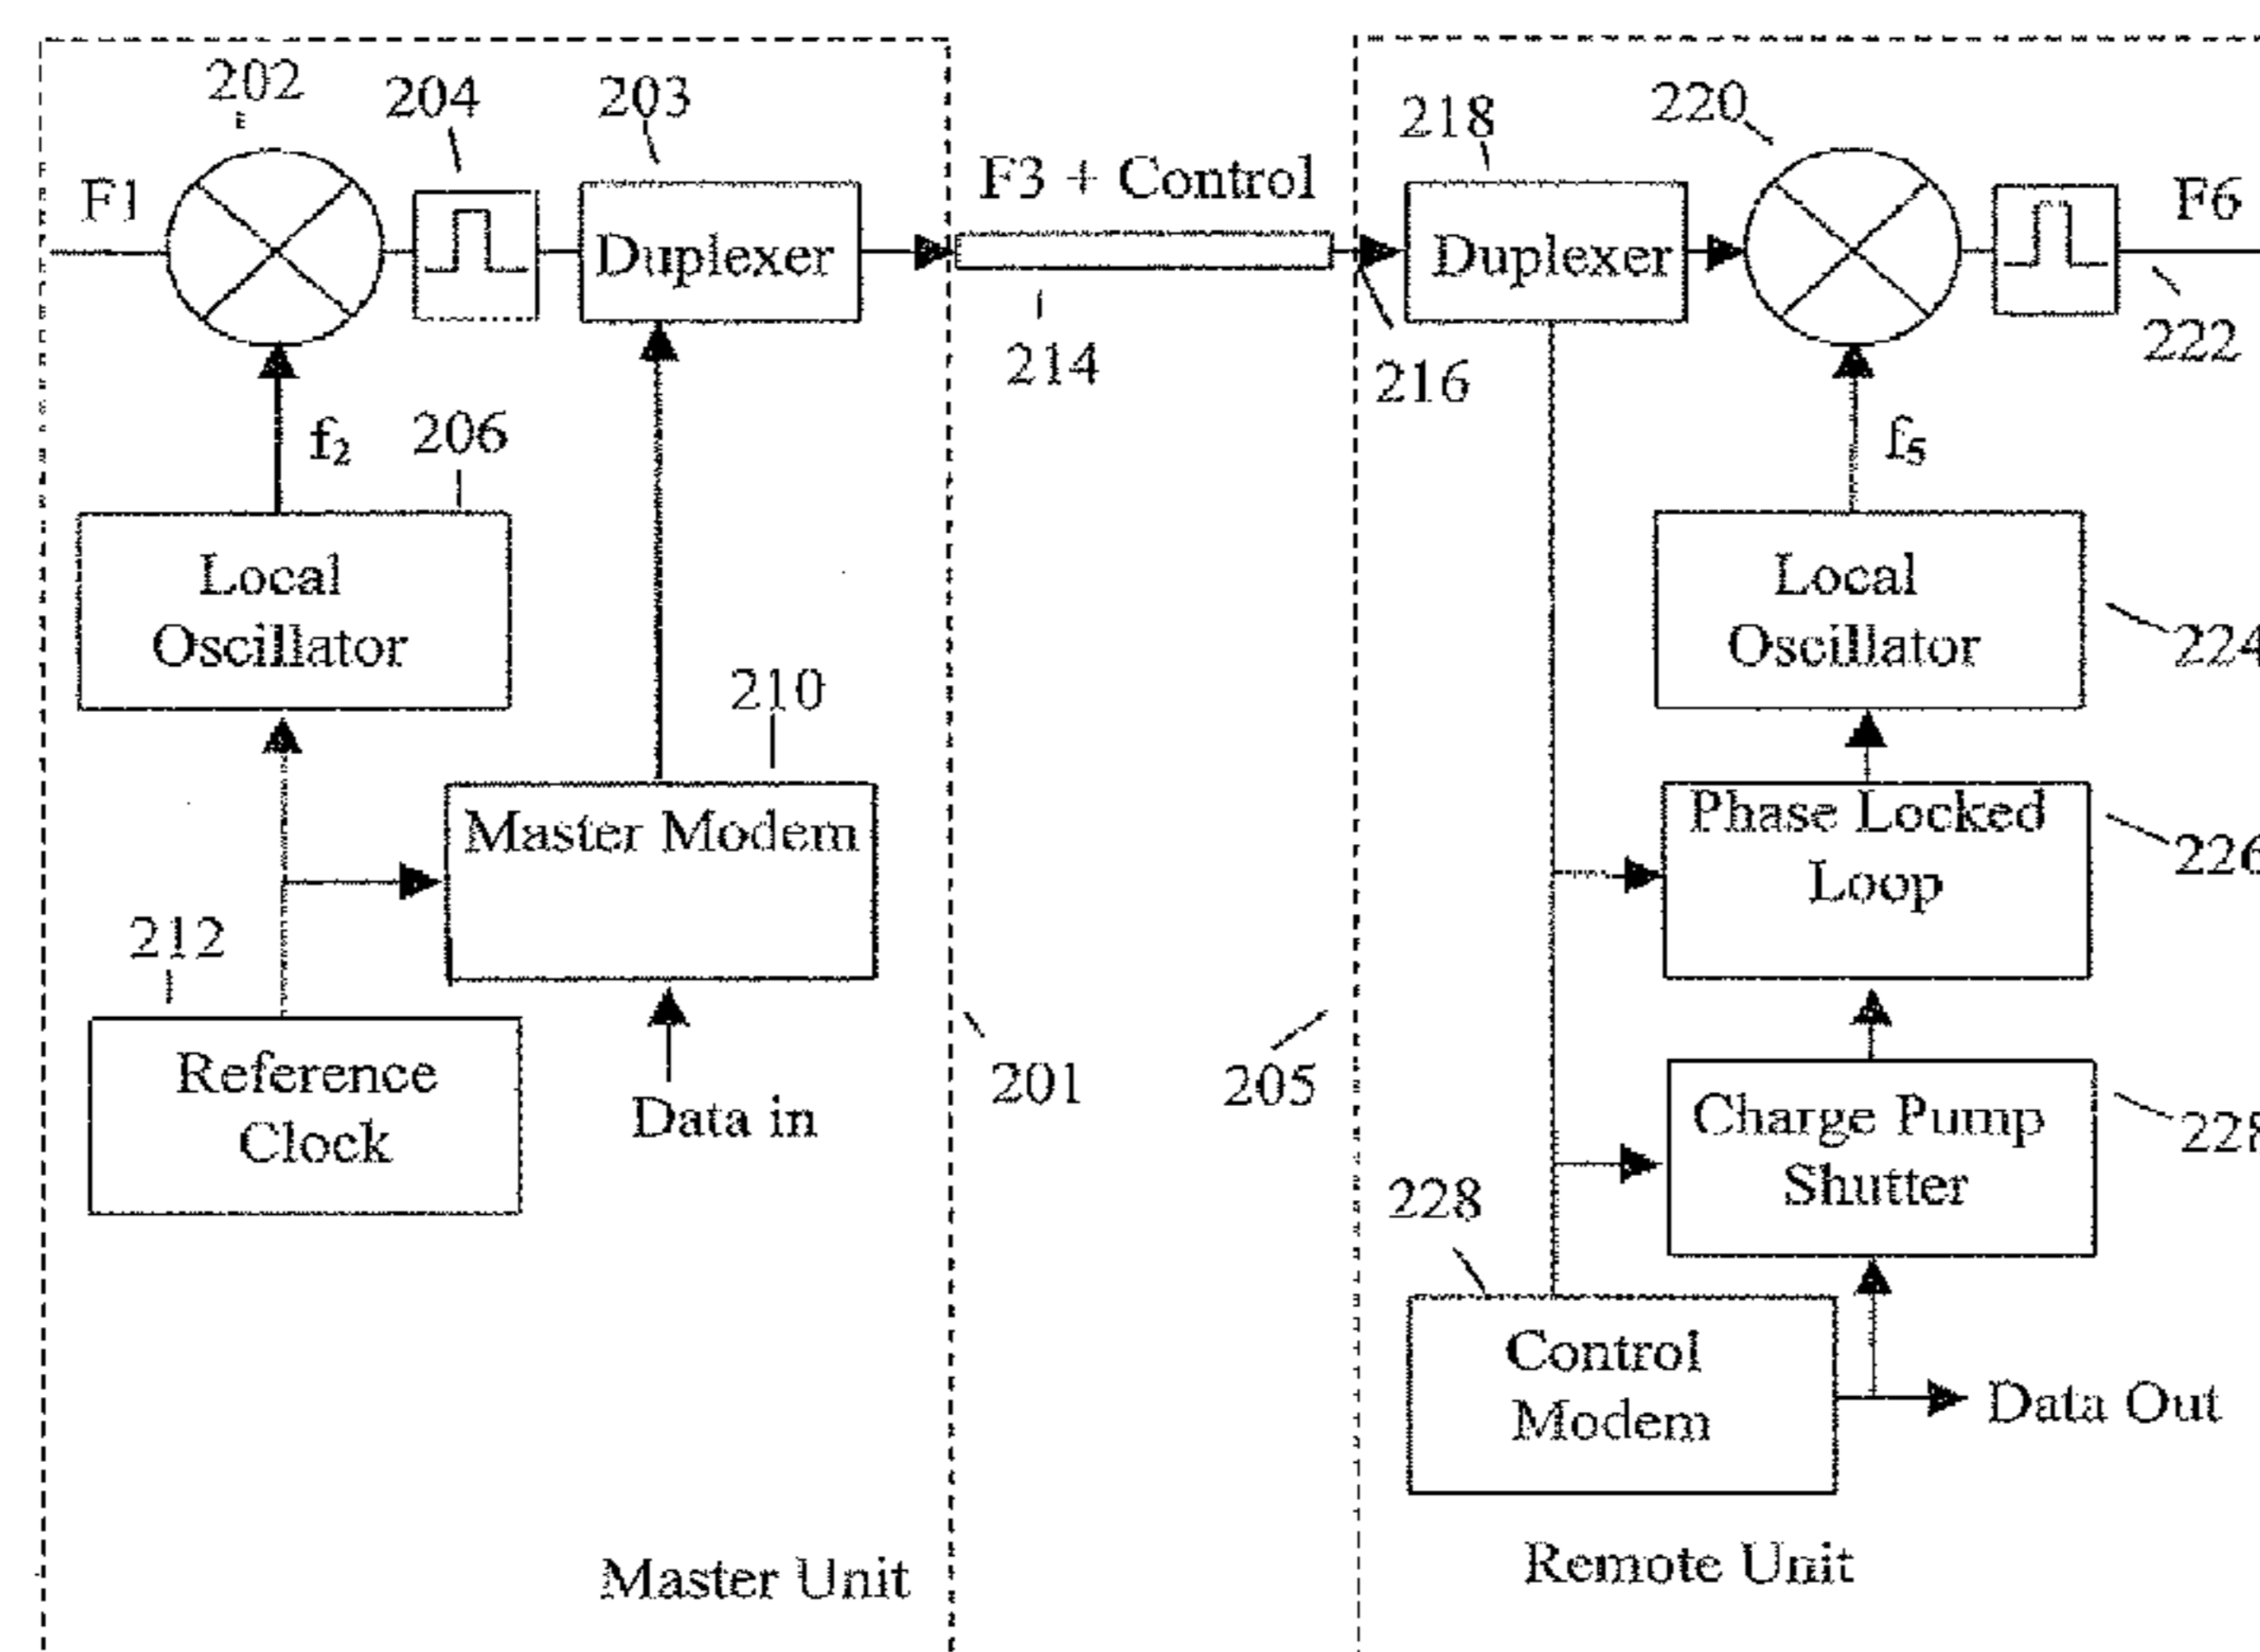 202
204
203
F1
Duplexer
F3 + Control
214
216
218
Duplexer
220
F6
222
f2
206
Local
Oscillator
210
Master Modem
212
Reference
Clock
Data in
201
205
f5
Local
Oscillator
224
Phase Locked
Loop
226
Charge Pump
Shutter
228
228
Control
Modem
Data Out
Master Unit
Remote Unit